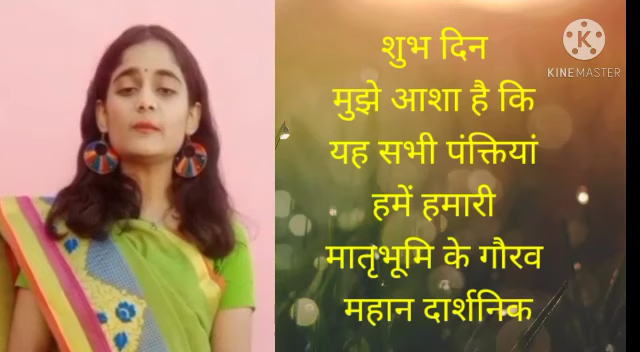 शुभ दिन
KINEMASTER
मुझे आशा है कि
यह सभी पंक्तियां
हमें हमारी
मातृभूमि के गौरव
महान दार्शनिक